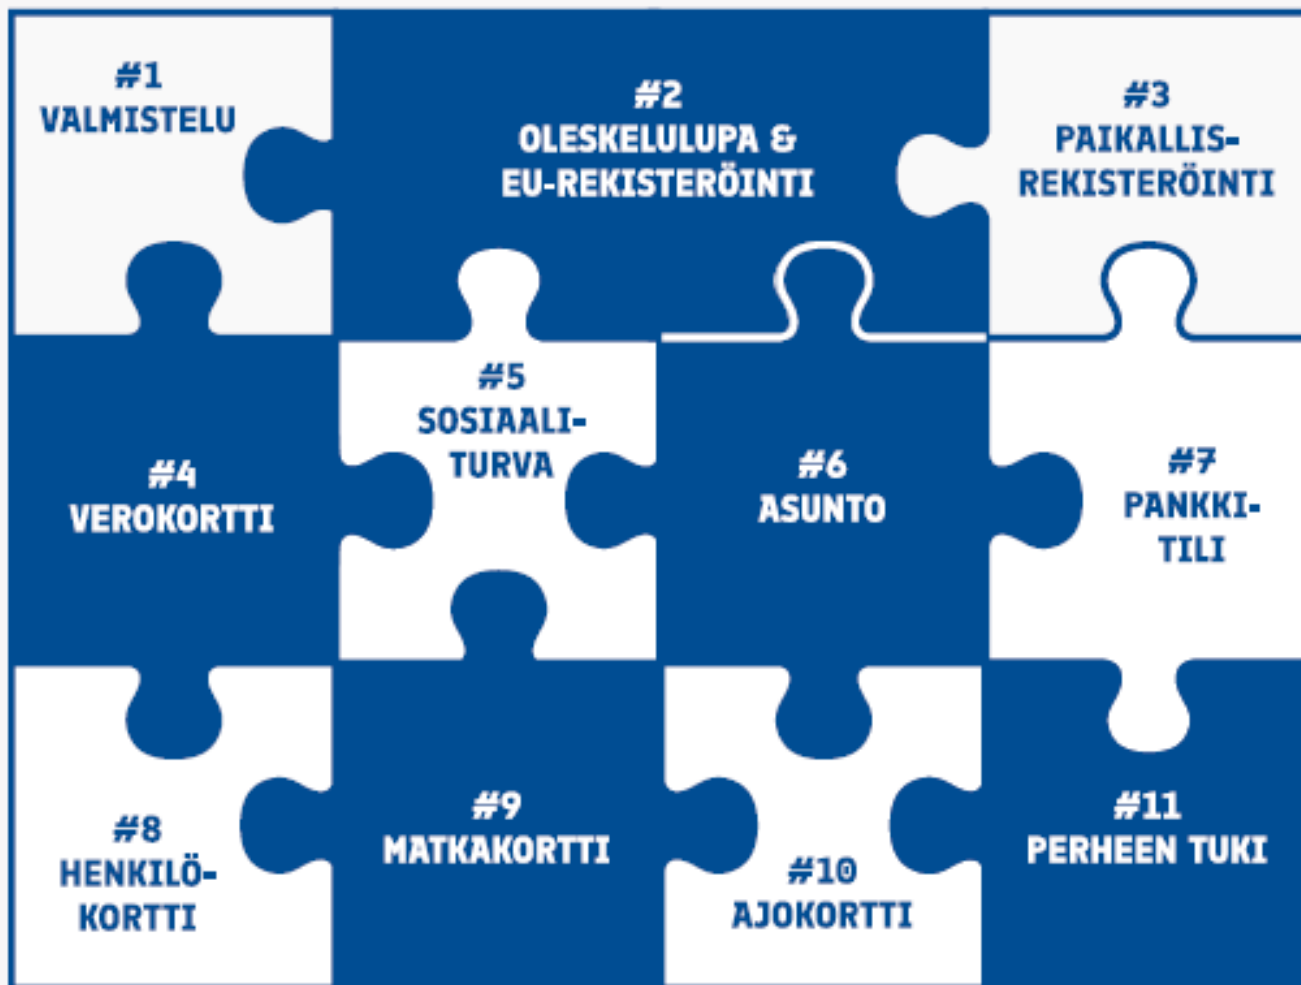 #1
VALMISTELU
#2
OLESKELULUPA &
EU-REKISTERÖINTI
#3
PAIKALLIS-
REKISTERÖINTI
#4
VEROKORTTI
#5
SOSIAALI-
TURVA
#6
ASUNTO
#7
PANKKI-
TILI
#8
HENKILÖ-
KORTTI
#9
MATKAKORTTI
#10
AJOKORTTI
#11
PERHEEN TUKI